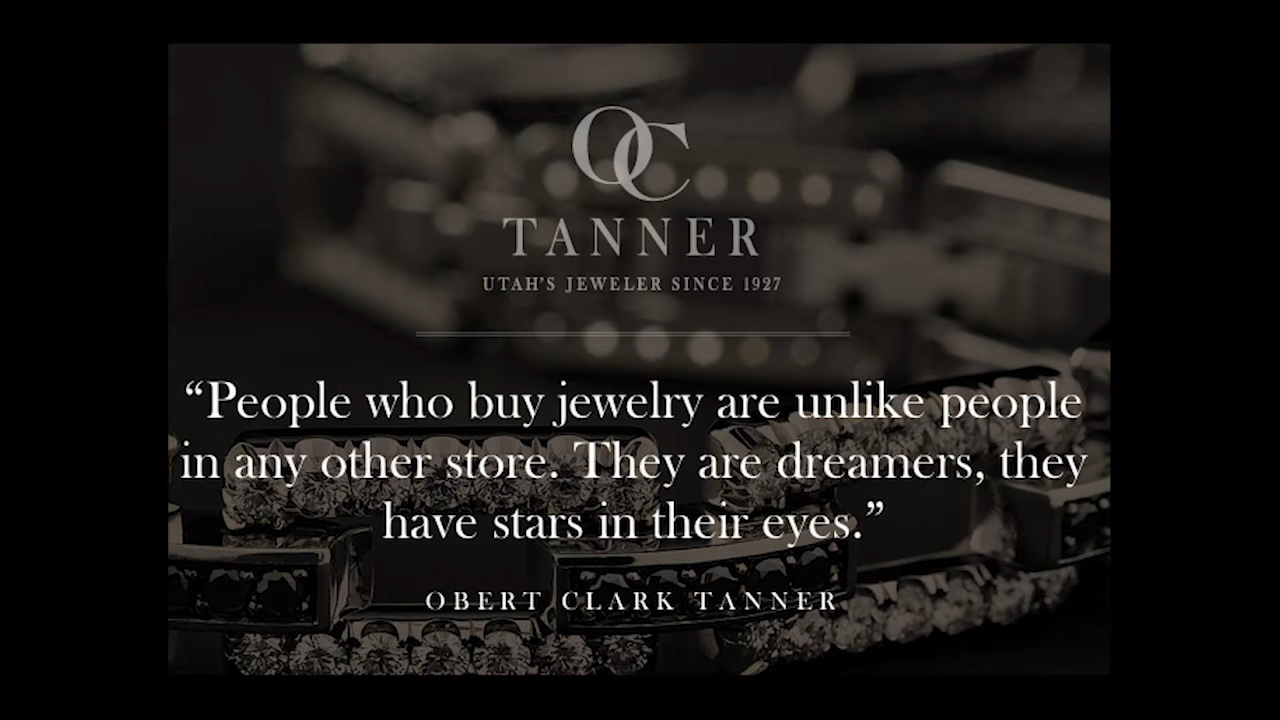 OC
TANNER
UTAH'S JEWELER SINCE 1927
“People who buy jewelry are unlike people
in any other store. They are dreamers, they
have stars in their eyes.”
OBERT CLARK TANNER